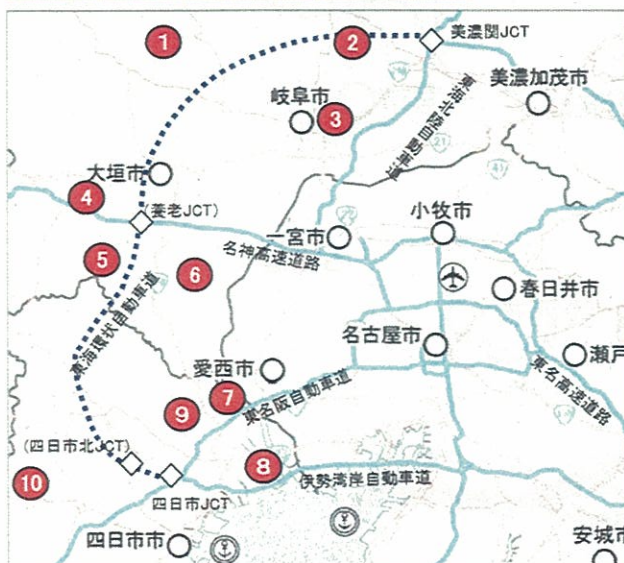 1
2
美濃関JCT
美濃加茂市
岐阜市
3
東海北陸自動車道
21
41
大垣市
4
(養老JCT)
一宮市
小牧市
名神高速道路
5
6
東海環状自動車道
春日井市
名古屋市
瀬戸
愛西市
7
東名阪自動車道
東名高速道路
9
(四日市北JCT)
8
伊勢湾岸自動車道
10
四日市JCT
四日市市
安城市